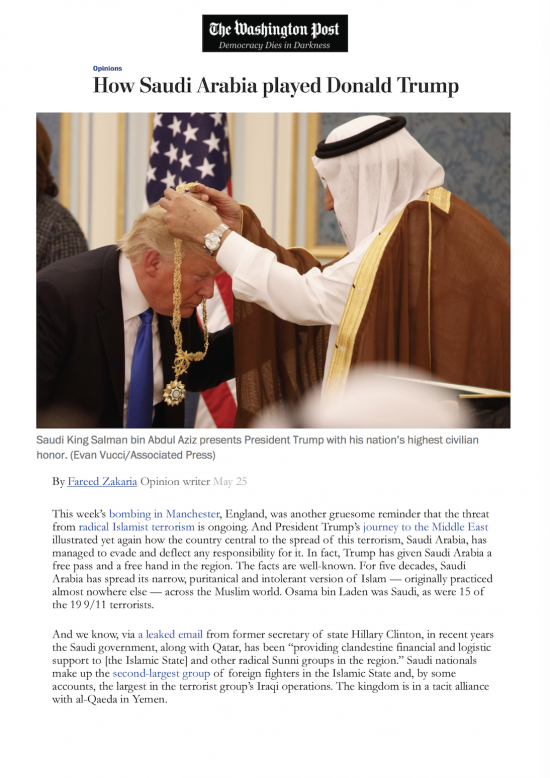 The Washington Post
Democracy Dies in Darkness
Opinions
How Saudi Arabia played Donald Trump
Saudi King Salman bin Abdul Aziz presents President Trump with his nation's highest civilian
honor. (Evan Vucci/Associated Press)
By Fareed Zakaria Opinion writer May 25
This week's bombing in Manchester, England, was another gruesome reminder that the threat
from radical Islamist terrorism is ongoing. And President Trump's journey to the Middle East
illustrated yet again how the country central to the spread of this terrorism, Saudi Arabia, has
managed to evade and deflect any responsibility for it. In fact, Trump has given Saudi Arabia a
free pass and a free hand in the region. The facts are well-known. For five decades, Saudi
Arabia has spread its narrow, puritanical and intolerant version of Islam — originally practiced
almost nowhere else — across the Muslim world. Osama bin Laden was Saudi, as were 15 of
the 19 9/11 terrorists.
And we know, via a leaked email from former secretary of state Hillary Clinton, in recent years
the Saudi government, along with Qatar, has been “providing clandestine financial and logistic
support to [the Islamic State] and other radical Sunni groups in the region.” Saudi nationals
make up the second-largest group of foreign fighters in the Islamic State and, by some
accounts, the largest in the terrorist group's Iraqi operations. The kingdom is in a tacit alliance
with al-Qaeda in Yemen.